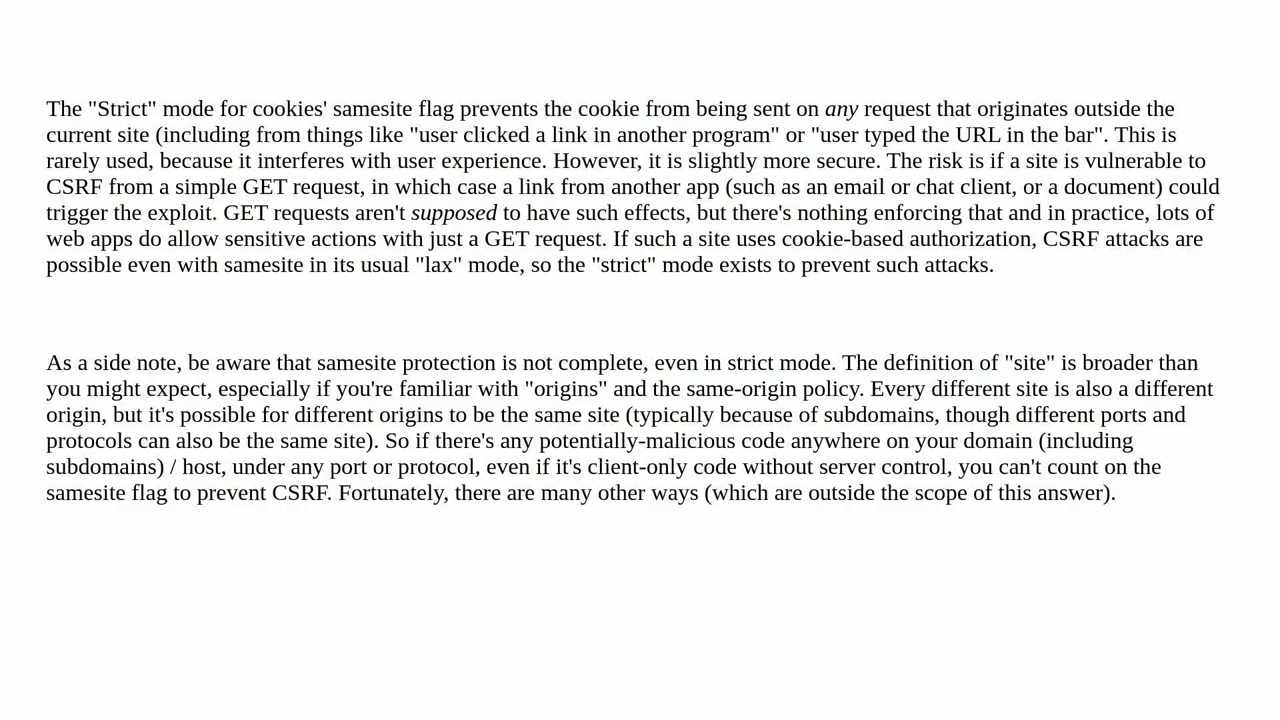 The "Strict" mode for cookies' samesite flag prevents the cookie from being sent on any request that originates outside the
current site (including from things like "user clicked a link in another program" or "user typed the URL in the bar". This is
rarely used, because it interferes with user experience. However, it is slightly more secure. The risk is if a site is vulnerable to
CSRF from a simple GET request, in which case a link from another app (such as an email or chat client, or a document) could
trigger the exploit. GET requests aren't supposed to have such effects, but there's nothing enforcing that and in practice, lots of
web apps do allow sensitive actions with just a GET request. If such a site uses cookie-based authorization, CSRF attacks are
possible even with samesite in its usual "lax" mode, so the "strict" mode exists to prevent such attacks.
As a side note, be aware that samesite protection is not complete, even in strict mode. The definition of "site" is broader than
you might expect, especially if you're familiar with "origins" and the same-origin policy. Every different site is also a different
origin, but it's possible for different origins to be the same site (typically because of subdomains, though different ports and
protocols can also be the same site). So if there's any potentially-malicious code anywhere on your domain (including
subdomains) / host, under any port or protocol, even if it's client-only code without server control, you can't count on the
samesite flag to prevent CSRF. Fortunately, there are many other ways (which are outside the scope of this answer).